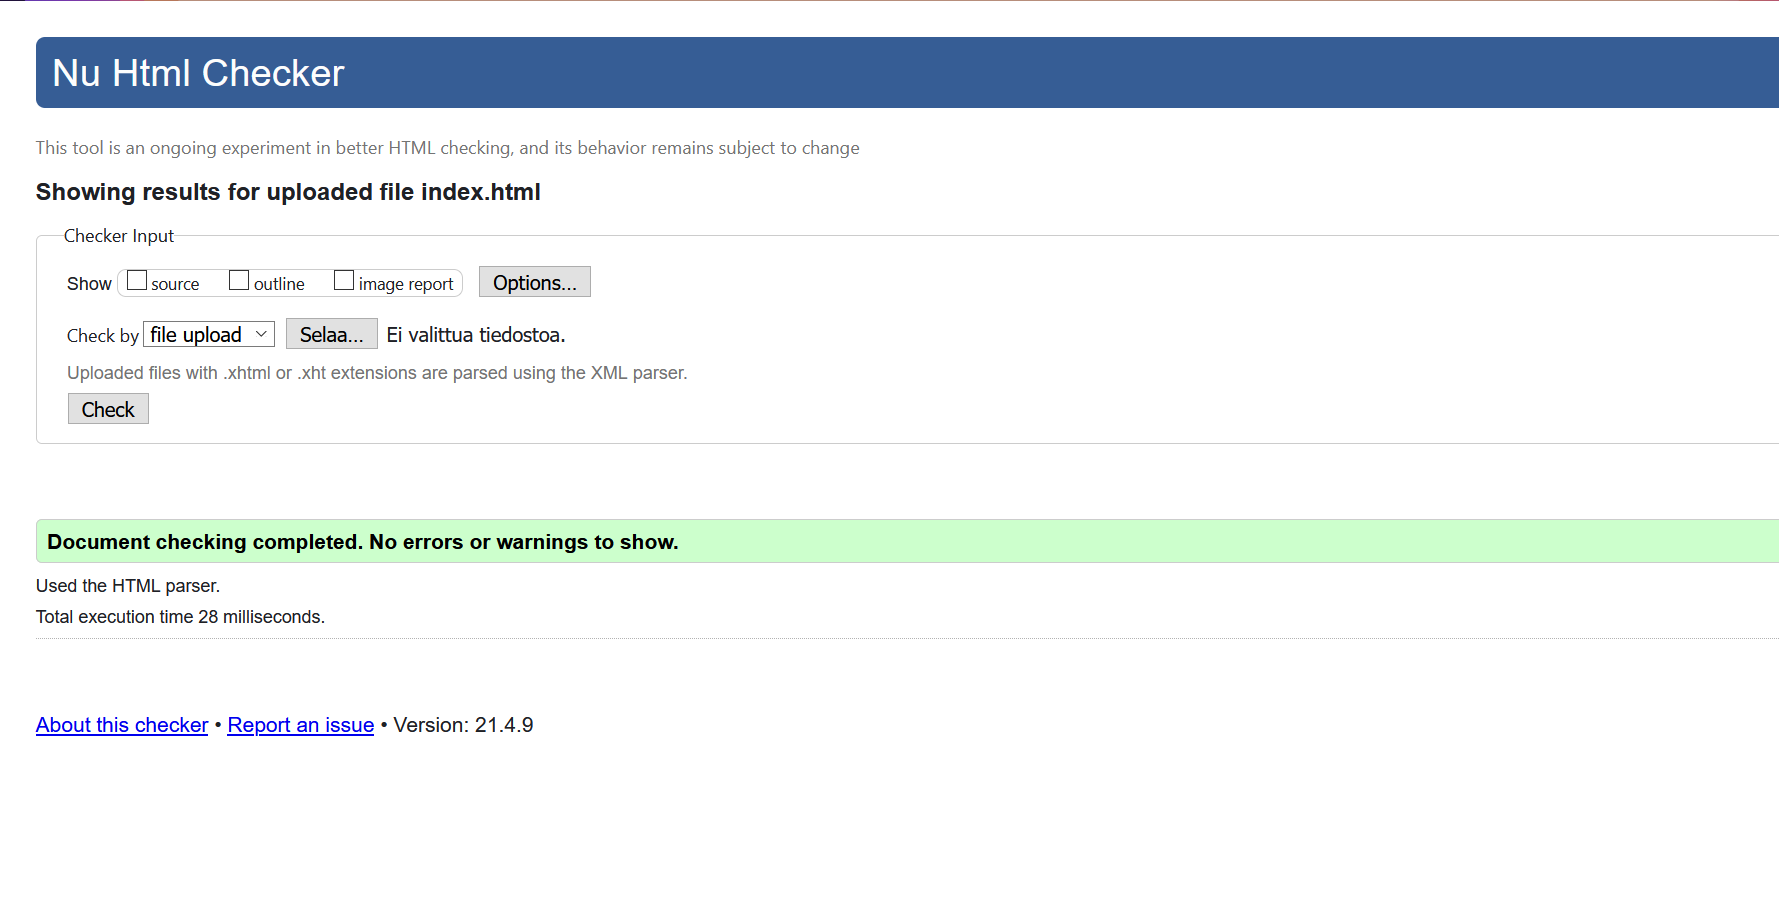 Nu Html Checker
This tool is an ongoing experiment in better HTML checking, and its behavior remains subject to change
Showing results for uploaded file index.html
Checker Input
Show source outline image report Options...
Check by file upload Selaa... Ei valittua tiedostoa.
Uploaded files with .xhtml or .xht extensions are parsed using the XML parser.
Check
Document checking completed. No errors or warnings to show.
Used the HTML parser.
Total execution time 28 milliseconds.
About this checker • Report an issue • Version: 21.4.9